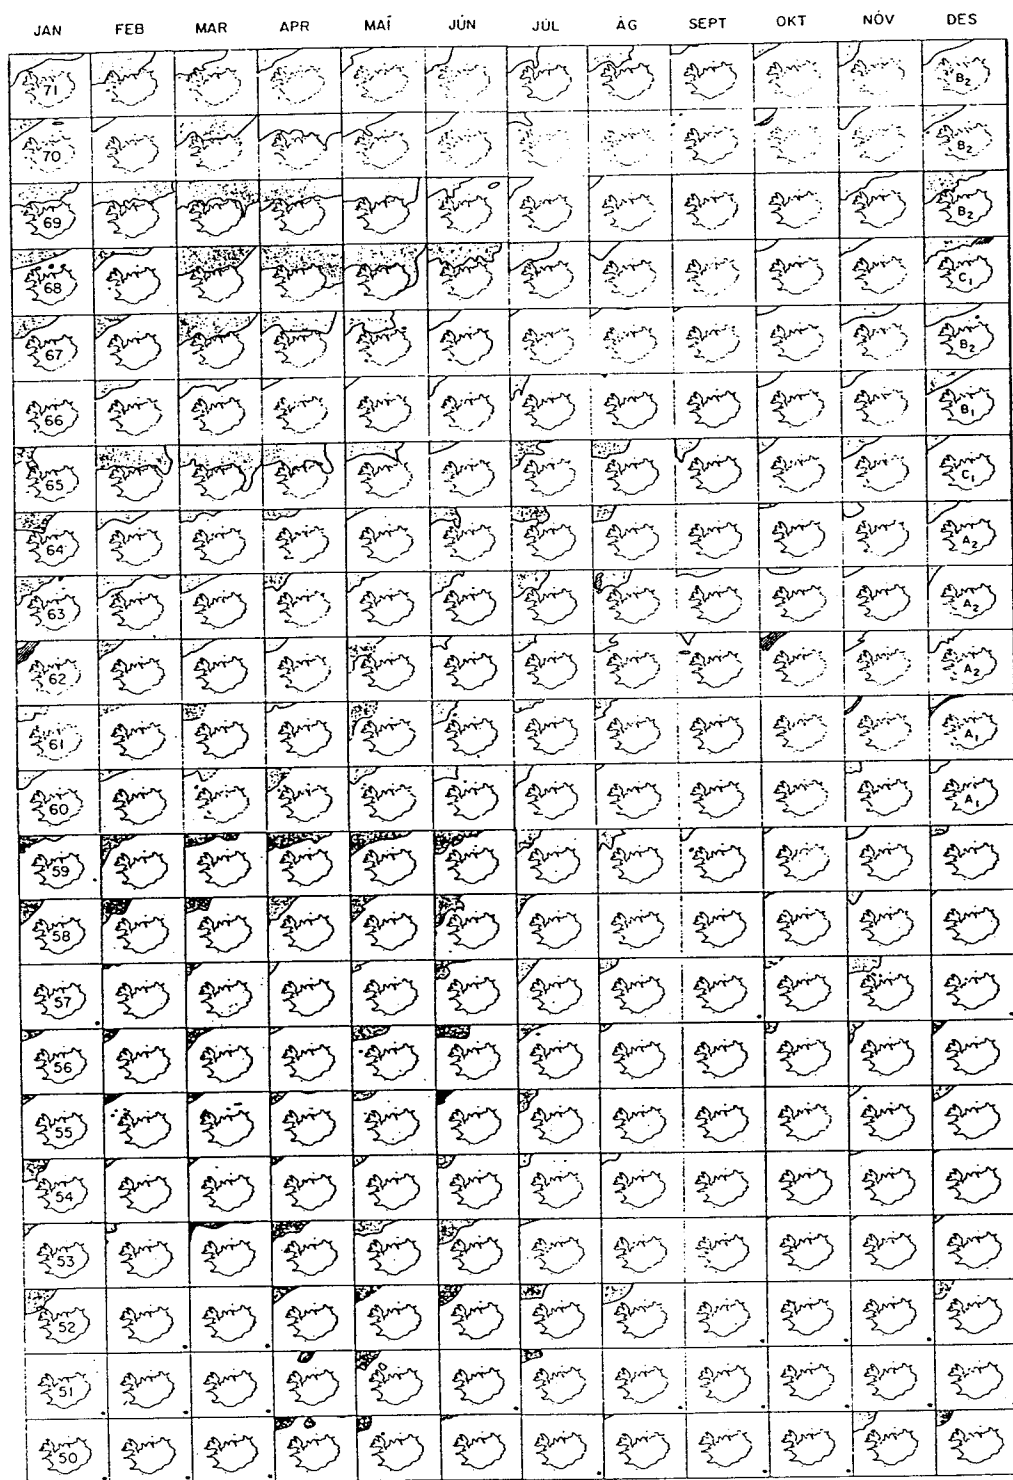 JAN FEB MAR APR MAÍ JÚN JÚL ÁG SEPT OKT NÓV DES
71 B2
70 B2
69 B2
68 C1
67 B2
66 B1
65 C1
64 A2
63 A2
62 A2
61 A1
60 A1
59
58
57
56
55
54
53
52
51
50